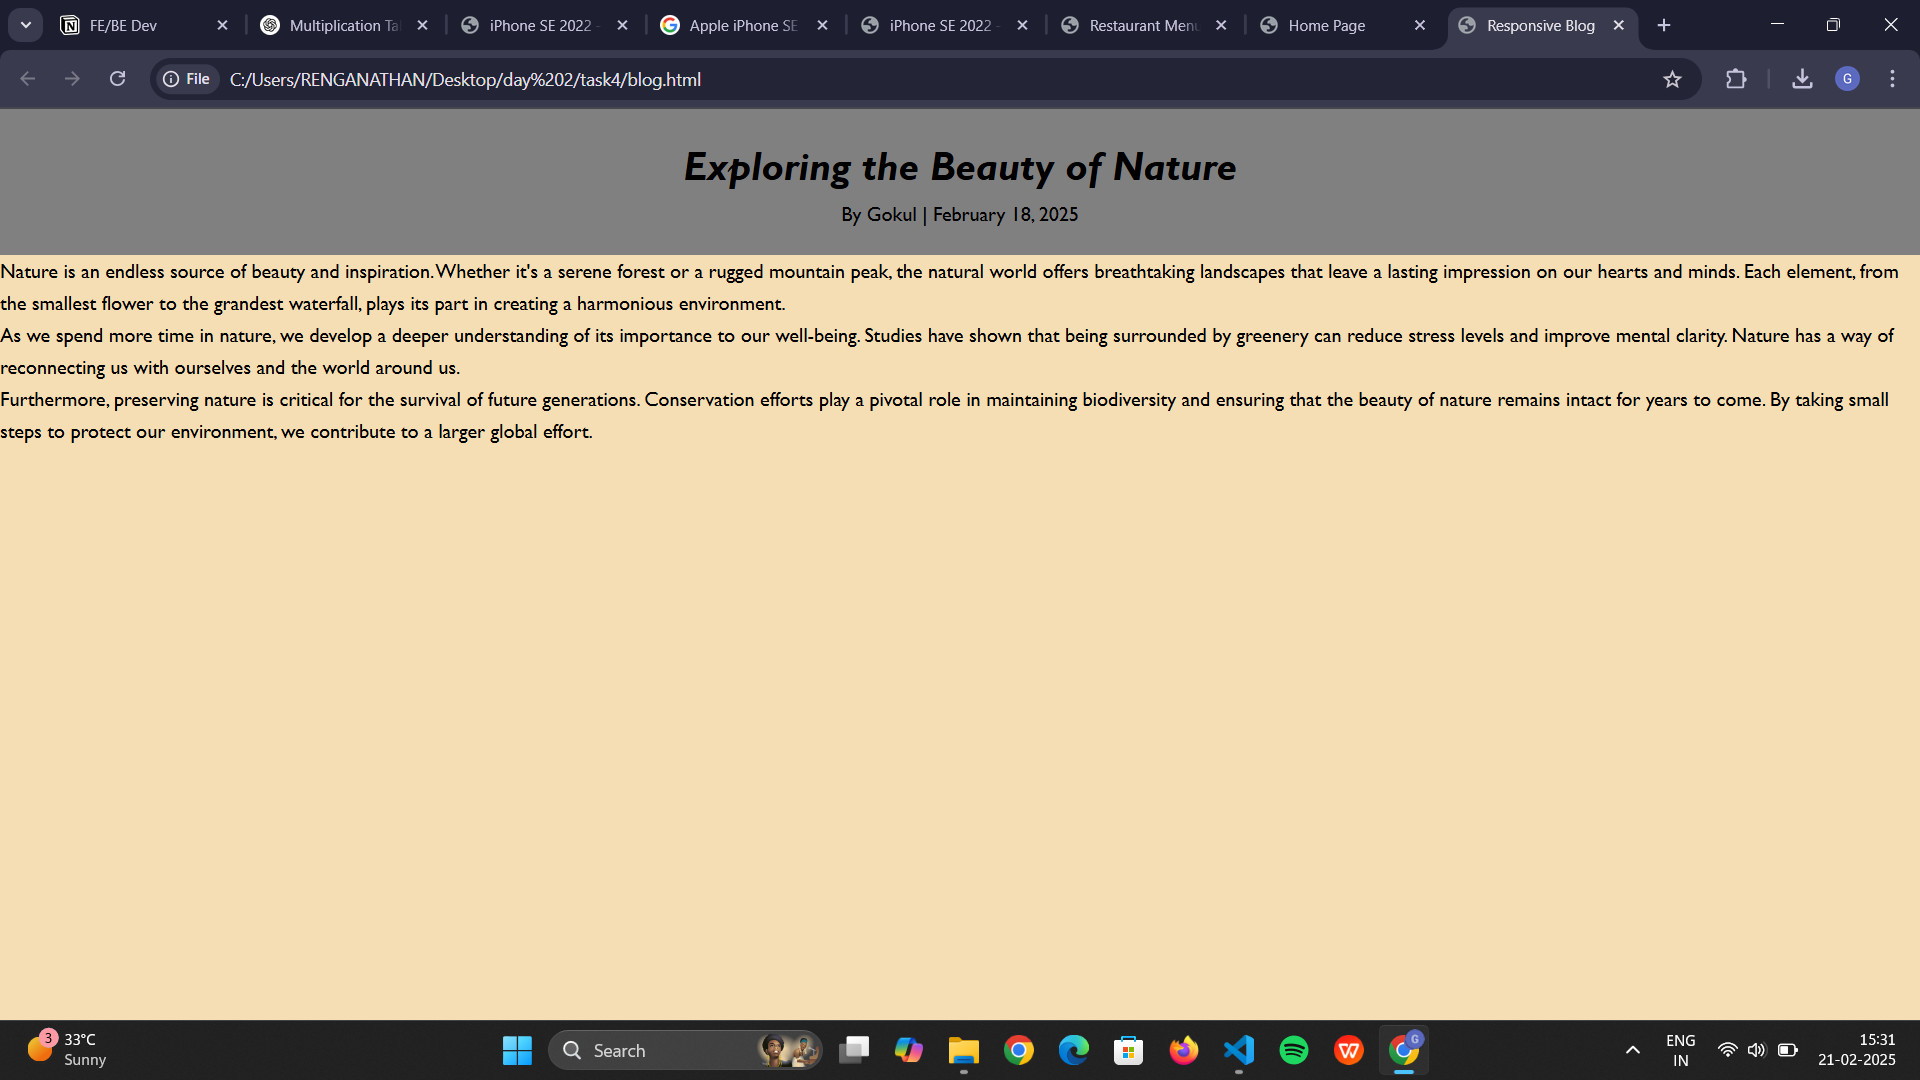 FE/BE Dev
Multiplication Ta
iPhone SE 2022 -
Apple iPhone SE
iPhone SE 2022 -
Restaurant Menu
Home Page
Responsive Blog
File
C:/Users/RENGANATHAN/Desktop/day%202/task4/blog.html
G
Exploring the Beauty of Nature
By Gokul | February 18, 2025
Nature is an endless source of beauty and inspiration. Whether it's a serene forest or a rugged mountain peak, the natural world offers breathtaking landscapes that leave a lasting impression on our hearts and minds. Each element, from
the smallest flower to the grandest waterfall, plays its part in creating a harmonious environment.
As we spend more time in nature, we develop a deeper understanding of its importance to our well-being. Studies have shown that being surrounded by greenery can reduce stress levels and improve mental clarity. Nature has a way of
reconnecting us with ourselves and the world around us.
Furthermore, preserving nature is critical for the survival of future generations. Conservation efforts play a pivotal role in maintaining biodiversity and ensuring that the beauty of nature remains intact for years to come. By taking small
steps to protect our environment, we contribute to a larger global effort.
3
33°C
Sunny
Search
W
G
ENG
IN
15:31
21-02-2025